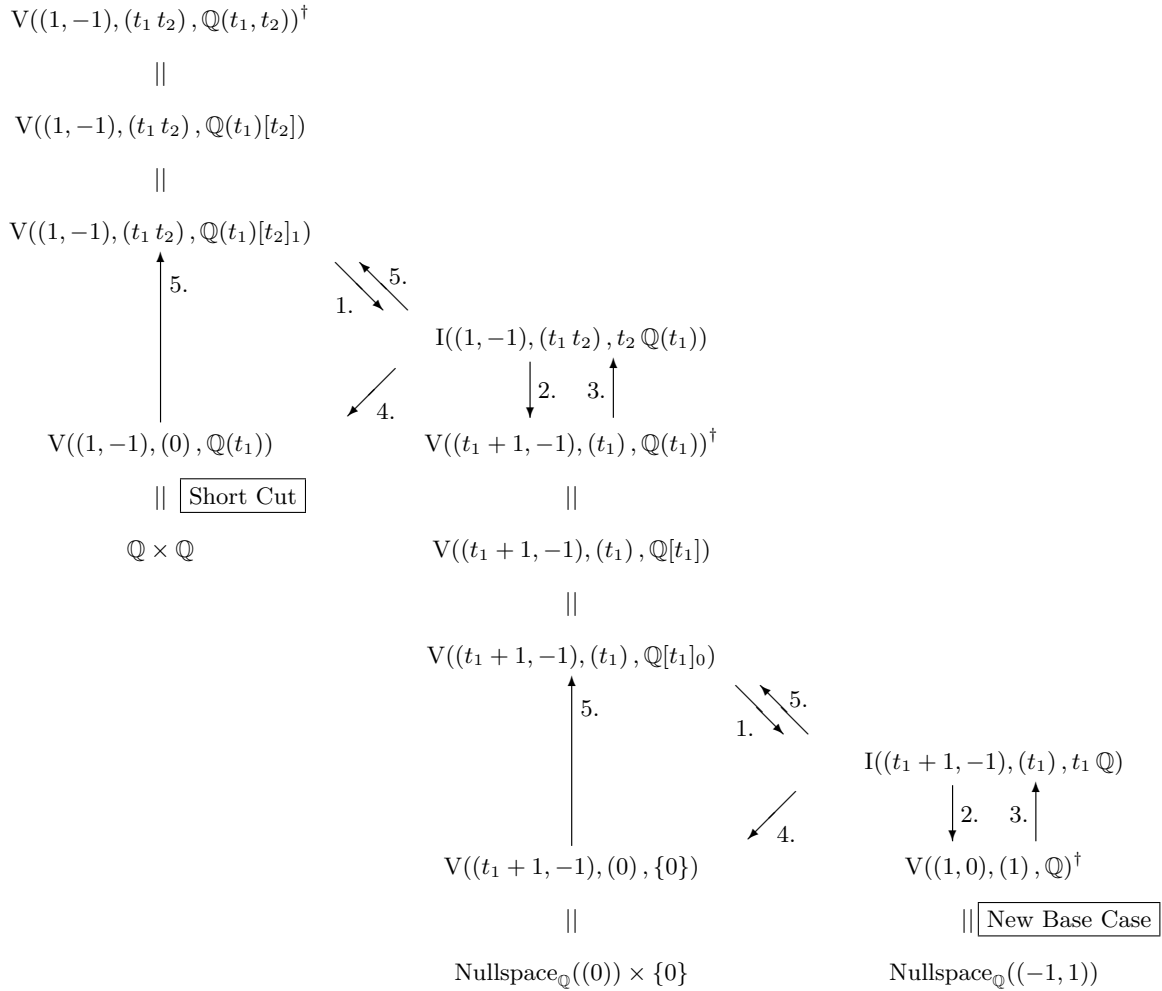 V((1, −1), (t₁ t₂) , ℚ(t₁, t₂))†
||
V((1, −1), (t₁ t₂) , ℚ(t₁)[t₂])
||
V((1, −1), (t₁ t₂) , ℚ(t₁)[t₂]₁)
5. 1. 5.
I((1, −1), (t₁ t₂) , t₂ ℚ(t₁))
4. 2. 3.
V((1, −1), (0) , ℚ(t₁)) V((t₁ + 1, −1), (t₁) , ℚ(t₁))†
|| Short Cut ||
ℚ × ℚ V((t₁ + 1, −1), (t₁) , ℚ[t₁])
||
V((t₁ + 1, −1), (t₁) , ℚ[t₁]₀)
5. 1. 5.
I((t₁ + 1, −1), (t₁) , t₁ ℚ)
4. 2. 3.
V((t₁ + 1, −1), (0) , {0}) V((1, 0), (1) , ℚ)†
|| || New Base Case
Nullspace_ℚ((0)) × {0} Nullspace_ℚ((−1, 1))